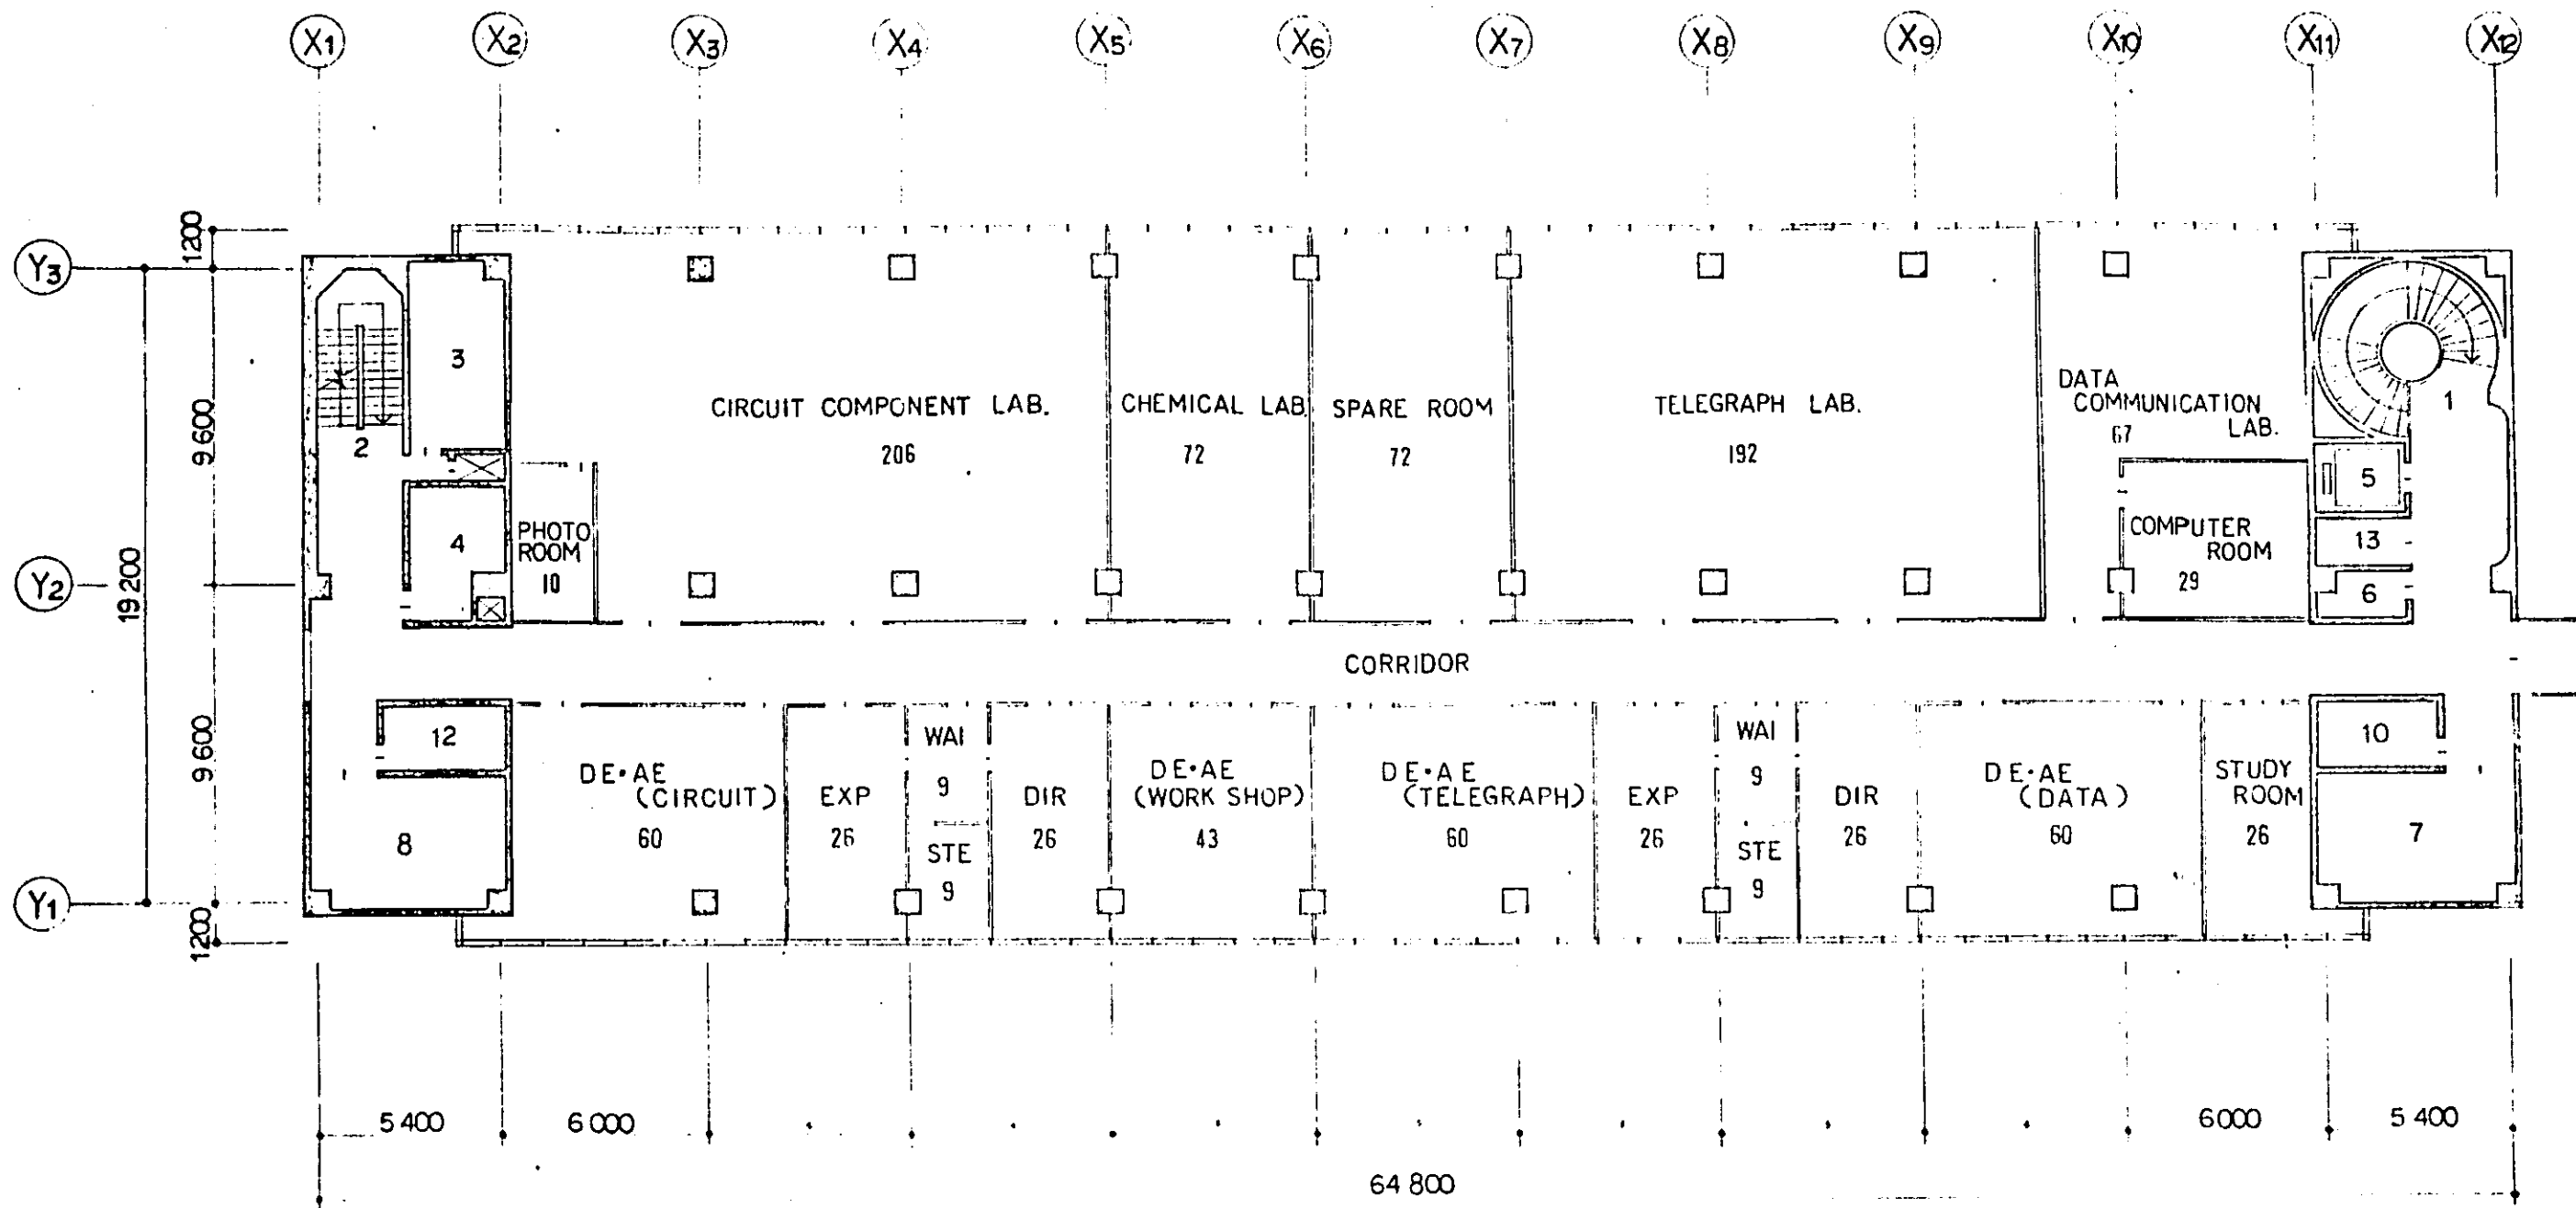 X1 X2 X3 X4 X5 X6 X7 X8 X9 X10 X11 X12
1200
Y3
9600
19200
Y2
9600
Y1
1200
3
2
4
PHOTO
ROOM
10
CIRCUIT COMPONENT LAB.
206
CHEMICAL LAB.
72
SPARE ROOM
72
TELEGRAPH LAB.
192
DATA
COMMUNICATION
LAB.
67
COMPUTER
ROOM
29
1
5
13
6
CORRIDOR
12
8
DE·AE
(CIRCUIT)
60
EXP
26
WAI
9
STE
9
DIR
26
DE·AE
(WORK SHOP)
43
DE·AE
(TELEGRAPH)
60
EXP
26
WAI
9
STE
9
DIR
26
DE·AE
(DATA)
60
STUDY
ROOM
26
10
7
5400 6000 6000 5400
64800